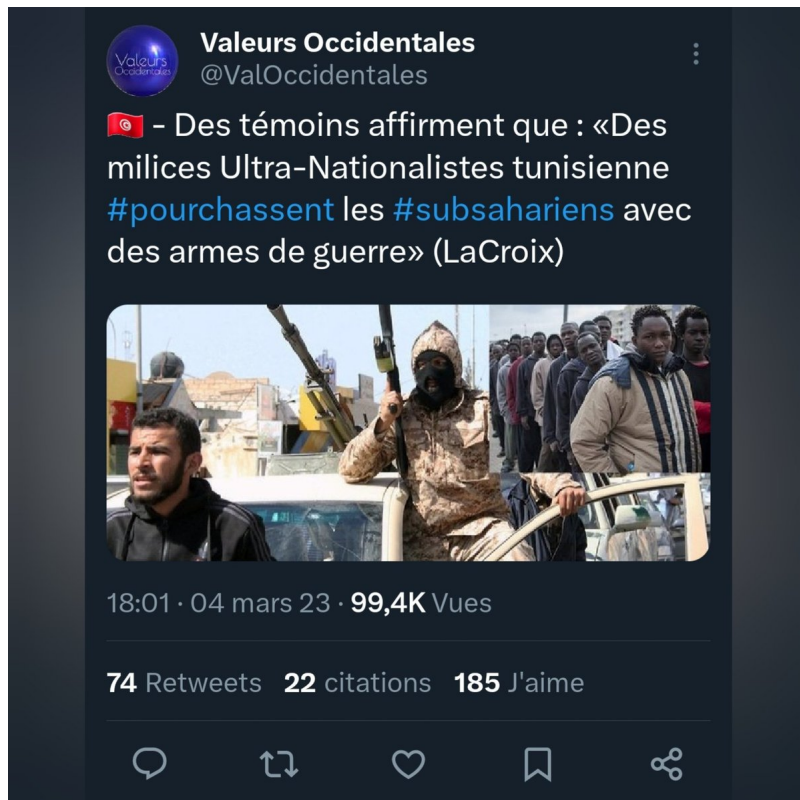 Valeurs Occidentales
@ValOccidentales
Valeurs
Occidentales
🇹🇳 - Des témoins affirment que : «Des
milices Ultra-Nationalistes tunisienne
#pourchassent les #subsahariens avec
des armes de guerre» (LaCroix)
18:01 · 04 mars 23 · 99,4K Vues
74 Retweets 22 citations 185 J'aime